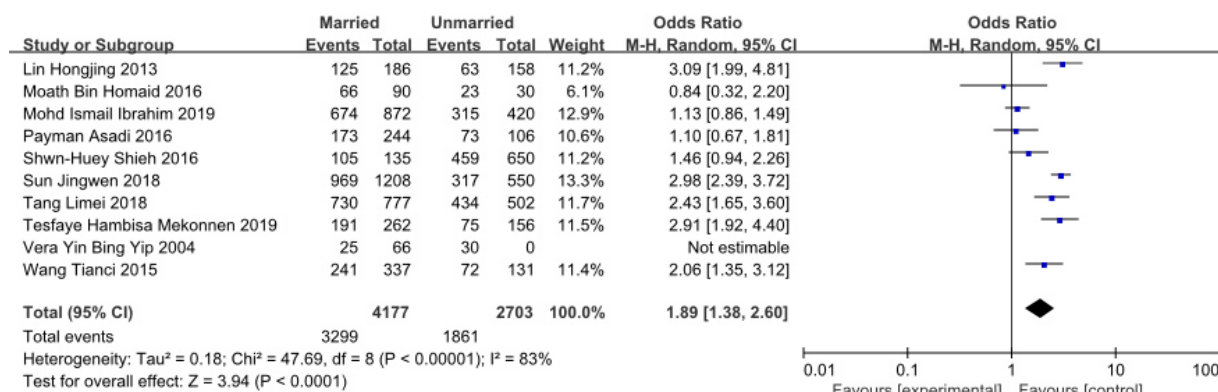 Married Unmarried Odds Ratio Odds Ratio
Study or Subgroup Events Total Events Total Weight M-H, Random, 95% CI M-H, Random, 95% CI
Lin Hongjing 2013 125 186 63 158 11.2% 3.09 [1.99, 4.81]
Moath Bin Homaid 2016 66 90 23 30 6.1% 0.84 [0.32, 2.20]
Mohd Ismail Ibrahim 2019 674 872 315 420 12.9% 1.13 [0.86, 1.49]
Payman Asadi 2016 173 244 73 106 10.6% 1.10 [0.67, 1.81]
Shwn-Huey Shieh 2016 105 135 459 650 11.2% 1.46 [0.94, 2.26]
Sun Jingwen 2018 969 1208 317 550 13.3% 2.98 [2.39, 3.72]
Tang Limei 2018 730 777 434 502 11.7% 2.43 [1.65, 3.60]
Tesfaye Hambisa Mekonnen 2019 191 262 75 156 11.5% 2.91 [1.92, 4.40]
Vera Yin Bing Yip 2004 25 66 30 0 Not estimable
Wang Tianci 2015 241 337 72 131 11.4% 2.06 [1.35, 3.12]
Total (95% CI) 4177 2703 100.0% 1.89 [1.38, 2.60]
Total events 3299 1861
Heterogeneity: Tau² = 0.18; Chi² = 47.69, df = 8 (P < 0.00001); I² = 83%
Test for overall effect: Z = 3.94 (P < 0.0001)
0.01 0.1 1 10 100
Favours [experimental] Favours [control]